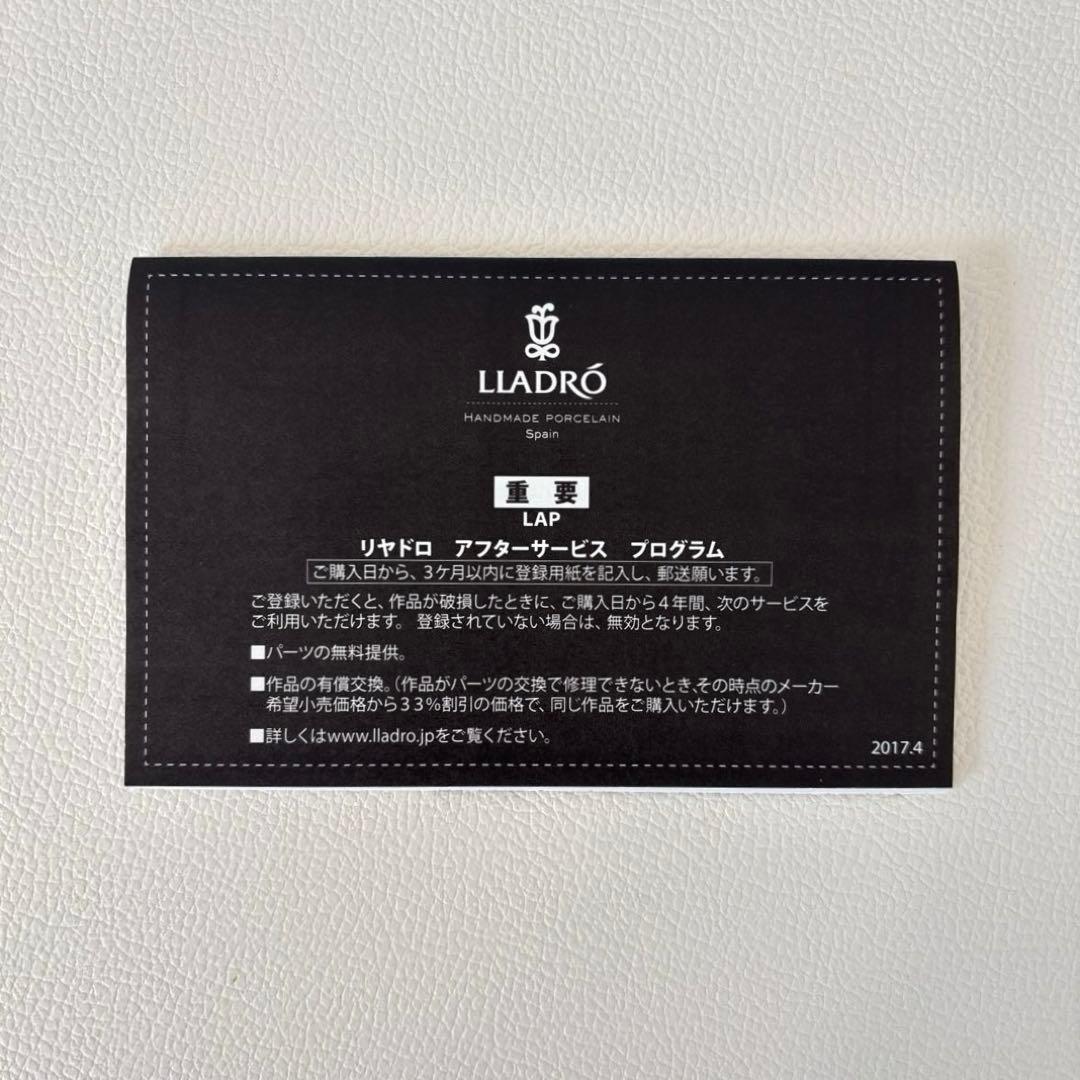 LLADRÓ
HANDMADE PORCELAIN
Spain
重 要
LAP
リヤドロ アフターサービス プログラム
ご購入日から、3ケ月以内に登録用紙を記入し、郵送願います。
ご登録いただくと、作品が破損したときに、ご購入日から4年間、次のサービスを
ご利用いただけます。 登録されていない場合は、無効となります。
■パーツの無料提供。
■作品の有償交換。（作品がパーツの交換で修理できないとき、その時点のメーカー
希望小売価格から33％割引の価格で、同じ作品をご購入いただけます。）
■詳しくはwww.lladro.jpをご覧ください。
2017.4